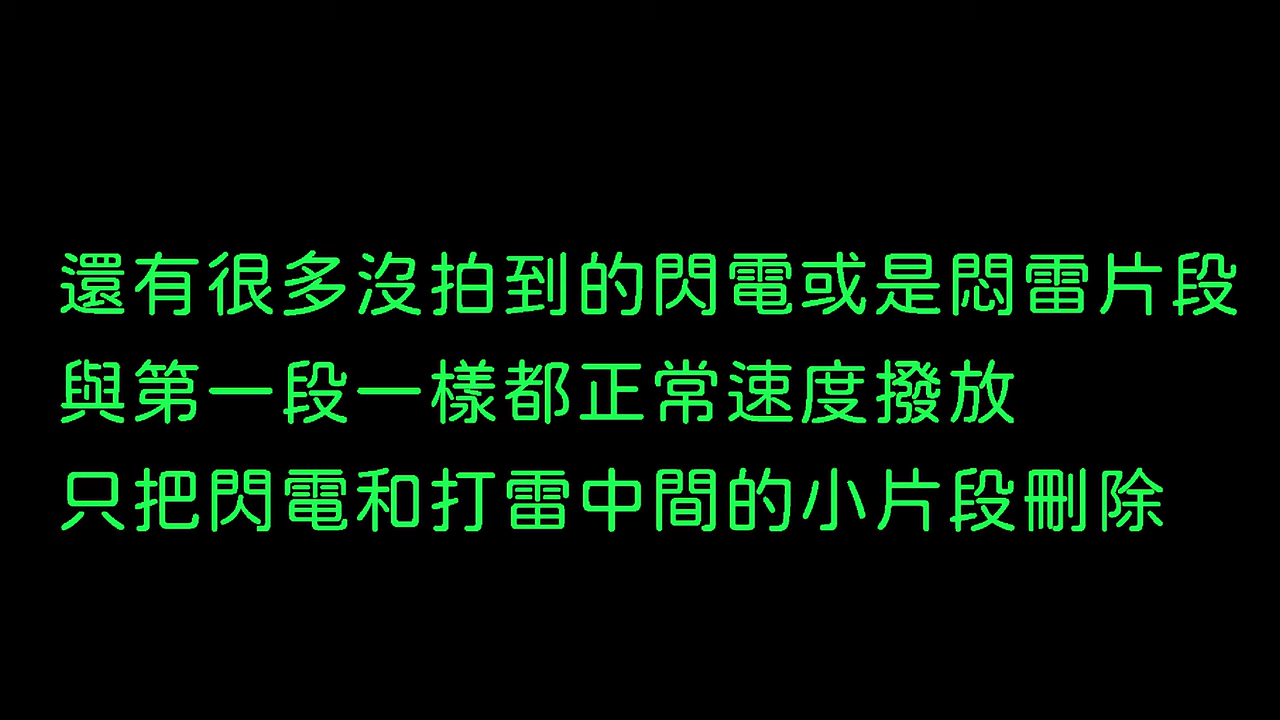 還有很多沒拍到的閃電或是悶雷片段
與第一段一樣都正常速度撥放
只把閃電和打雷中間的小片段刪除